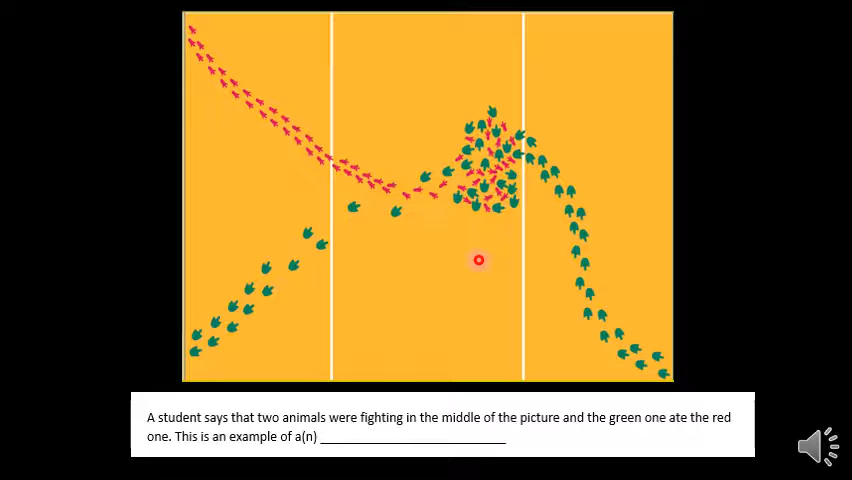 A student says that two animals were fighting in the middle of the picture and the green one ate the red
one. This is an example of a(n) ___________________________